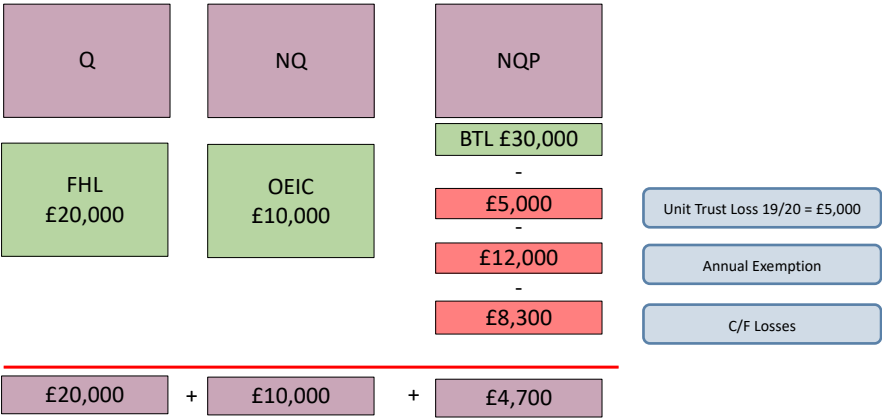 Q
NQ
NQP
BTL £30,000
-
FHL
£20,000
OEIC
£10,000
£5,000
Unit Trust Loss 19/20 = £5,000
-
£12,000
Annual Exemption
-
£8,300
C/F Losses
£20,000
+
£10,000
+
£4,700